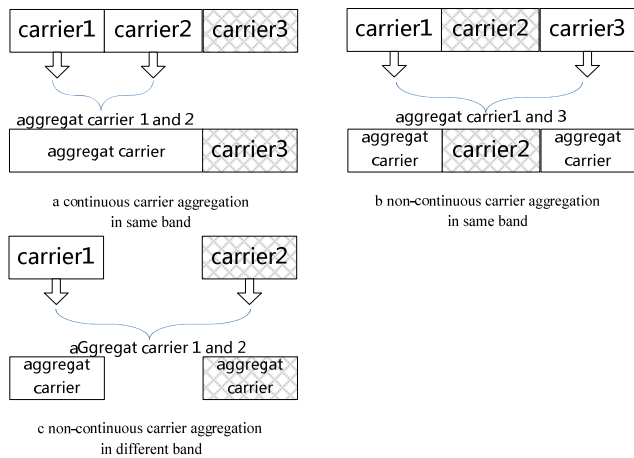 carrier1 carrier2 carrier3
aggregat carrier 1 and 2
aggregat carrier carrier3
a continuous carrier aggregation
in same band
carrier1 carrier2 carrier3
aggregat carrier1 and 3
aggregat
carrier
carrier2
aggregat
carrier
b non-continuous carrier aggregation
in same band
carrier1 carrier2
aGgregat carrier 1 and 2
aggregat
carrier
aggregat
carrier
c non-continuous carrier aggregation
in different band